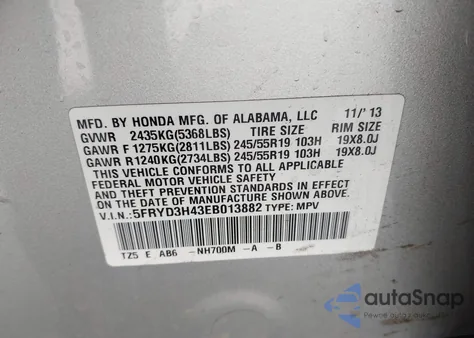 MFD. BY HONDA MFG. OF ALABAMA, LLC 11/'13
GVWR 2435KG(5368LBS) TIRE SIZE RIM SIZE
GAWR F 1275KG(2811LBS) 245/55R19 103H 19X8.0J
GAWR R 1240KG(2734LBS) 245/55R19 103H 19X8.0J
THIS VEHICLE CONFORMS TO ALL APPLICABLE
FEDERAL MOTOR VEHICLE SAFETY AND
THEFT PREVENTION STANDARDS IN EFFECT
ON THE DATE OF MANUFACTURE SHOWN ABOVE.
V.I.N.:5FRYD3H43EB013882 TYPE: MPV
TZ5 E AB6 -NH700M -A -B
autoSnap